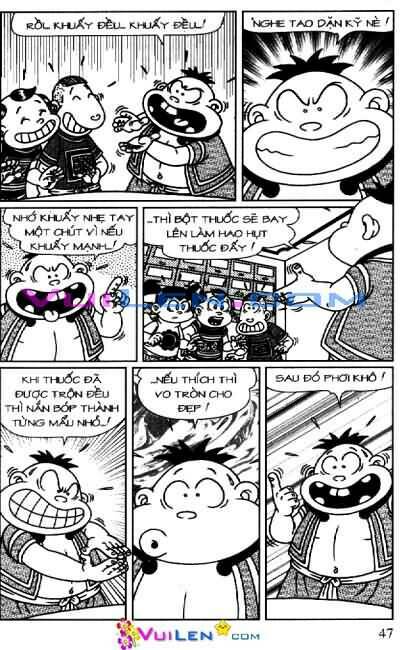 RỒI, KHUẤY ĐỀU, KHUẤY ĐỀU!
NGHE TAO DẶN KỸ NÈ!
NHỚ KHUẤY NHẸ TAY
MỘT CHÚT VÌ NẾU
KHUẤY MẠNH..!
..THÌ BỘT THUỐC SẼ BAY
LÊN LÀM HAO HỤT
THUỐC ĐẤY!
VUILEN.COM
KHI THUỐC ĐÃ
ĐƯỢC TRỘN ĐỀU
THÌ NẮN BÓP THÀNH
TỪNG MẨU NHỎ..!
..NẾU THÍCH THÌ
VO TRÒN CHO
ĐẸP!
SAU ĐÓ PHƠI KHÔ!
VUILEN.COM
47